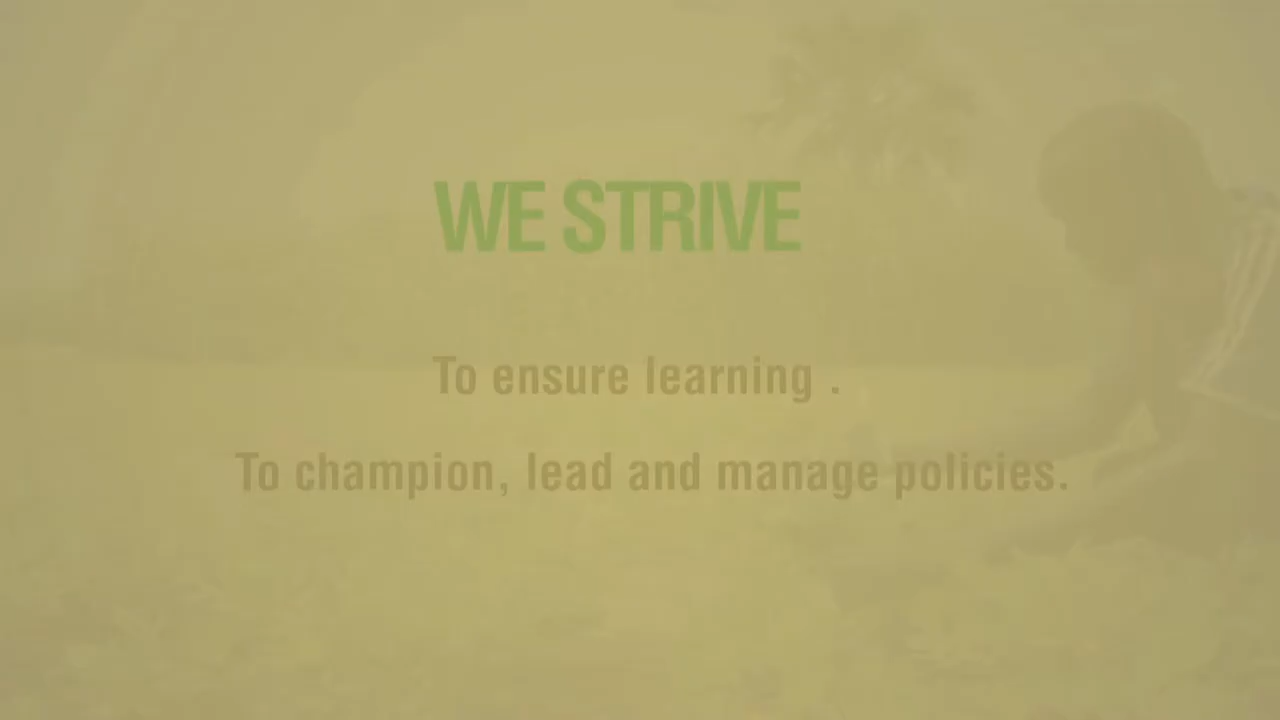 WE STRIVE
To ensure learning .
To champion, lead and manage policies.